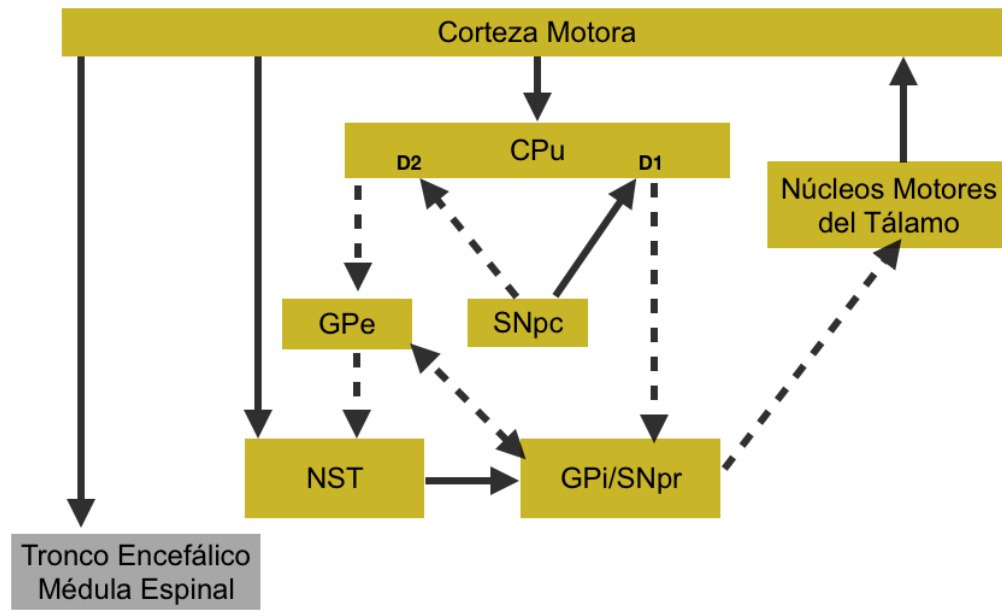 Corteza Motora
CPu
D2
D1
Núcleos Motores
del Tálamo
GPe
SNpc
NST
GPi/SNpr
Tronco Encefálico
Médula Espinal